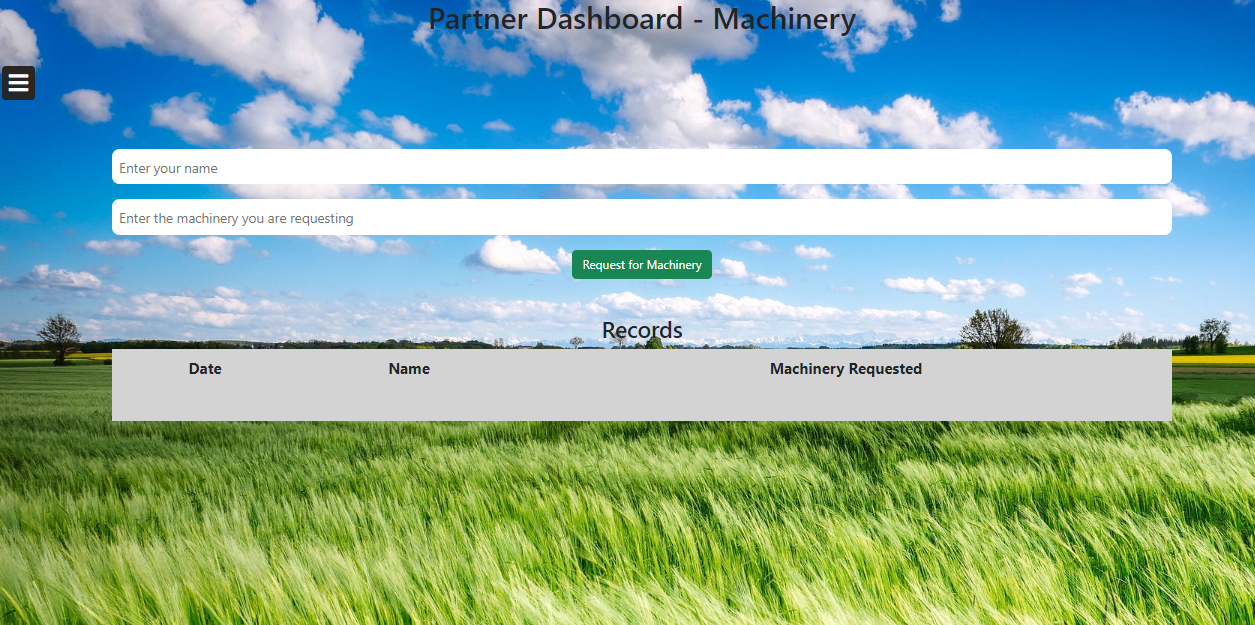 Partner Dashboard - Machinery
Enter your name
Enter the machinery you are requesting
Request for Machinery
Records
Date Name Machinery Requested